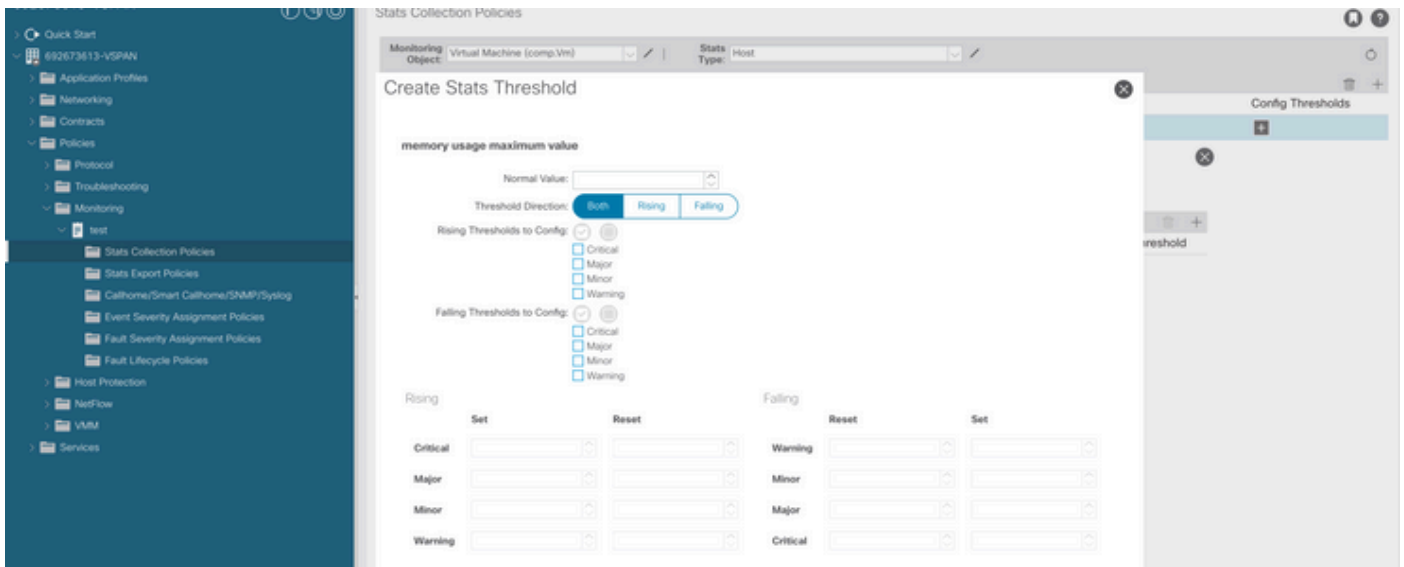 Quick Start
692673613-VSPAN
Application Profiles
Networking
Contracts
Policies
Protocol
Troubleshooting
Monitoring
test
Stats Collection Policies
Stats Export Policies
Callhome/Smart Callhome/SNMP/Syslog
Event Severity Assignment Policies
Fault Severity Assignment Policies
Fault Lifecycle Policies
Host Protection
NetFlow
VMM
Services
Stats Collection Policies
Monitoring Object: Virtual Machine (comp.Vm) Stats Type: Host
Config Thresholds
Create Stats Threshold
memory usage maximum value
Normal Value:
Threshold Direction: Both Rising Falling
Rising Thresholds to Config:
Critical
Major
Minor
Warning
Falling Thresholds to Config:
Critical
Major
Minor
Warning
Rising Falling
Set Reset Reset Set
Critical Warning
Major Minor
Minor Major
Warning Critical
reshold